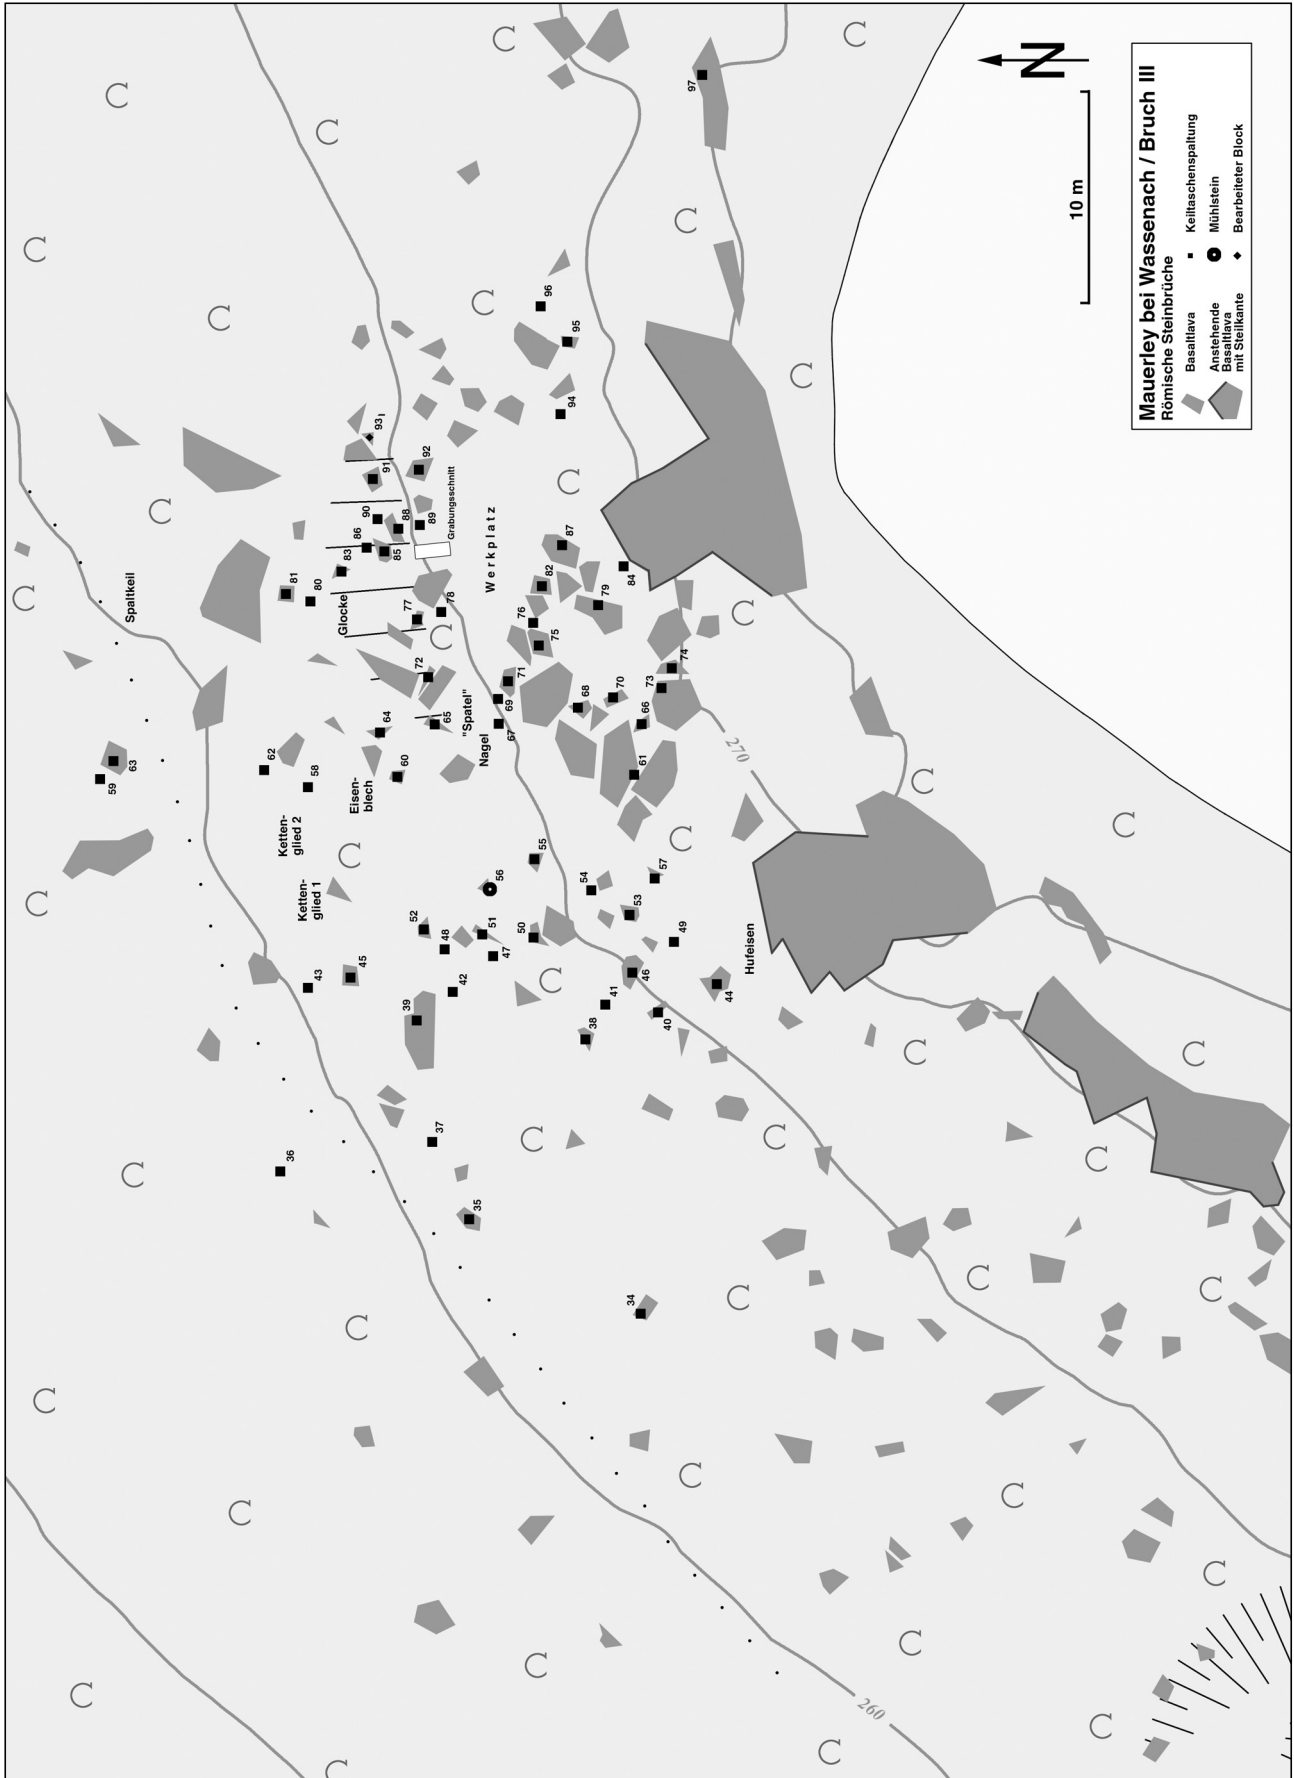 Mauerley bei Wassenach / Bruch III
Römische Steinbrüche
Basaltlava
Keiltaschenspaltung
Anstehende
Basaltlava
mit Steilkante
Mühlstein
Bearbeiteter Block
10 m
N
Spaltkeil
Glocke
Grabungsschnitt
Werkplatz
"Spatel"
Nagel
Eisen-
blech
Ketten-
glied 2
Ketten-
glied 1
Hufeisen
270
260
34
35
36
37
38
39
40
41
42
43
44
45
46
47
48
49
50
51
52
53
54
55
56
57
58
59
60
61
62
63
64
65
66
67
68
69
70
71
72
73
74
75
76
77
78
79
80
81
82
83
84
85
86
87
88
89
90
91
92
93
94
95
96
97